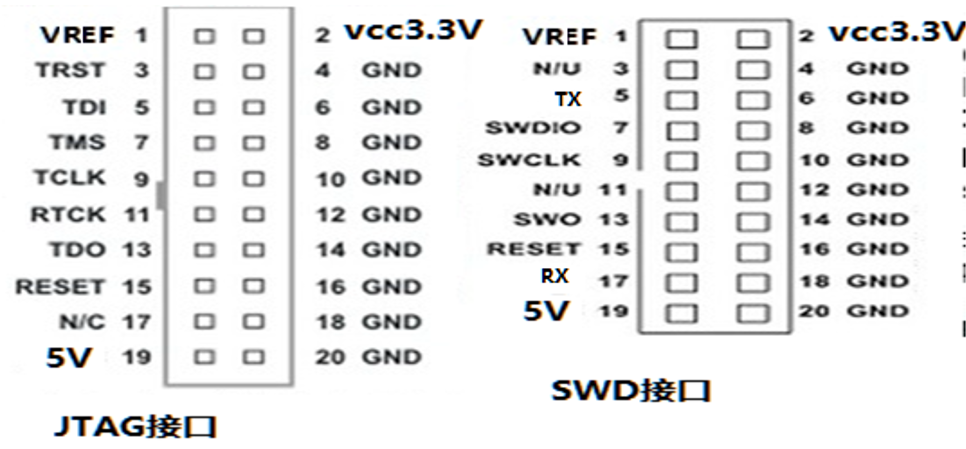 VREF 1 2 vcc3.3V
TRST 3 4 GND
TDI 5 6 GND
TMS 7 8 GND
TCLK 9 10 GND
RTCK 11 12 GND
TDO 13 14 GND
RESET 15 16 GND
N/C 17 18 GND
5V 19 20 GND
JTAG接口
VREF 1 2 vcc3.3V
N/U 3 4 GND
TX 5 6 GND
SWDIO 7 8 GND
SWCLK 9 10 GND
N/U 11 12 GND
SWO 13 14 GND
RESET 15 16 GND
RX 17 18 GND
5V 19 20 GND
SWD接口